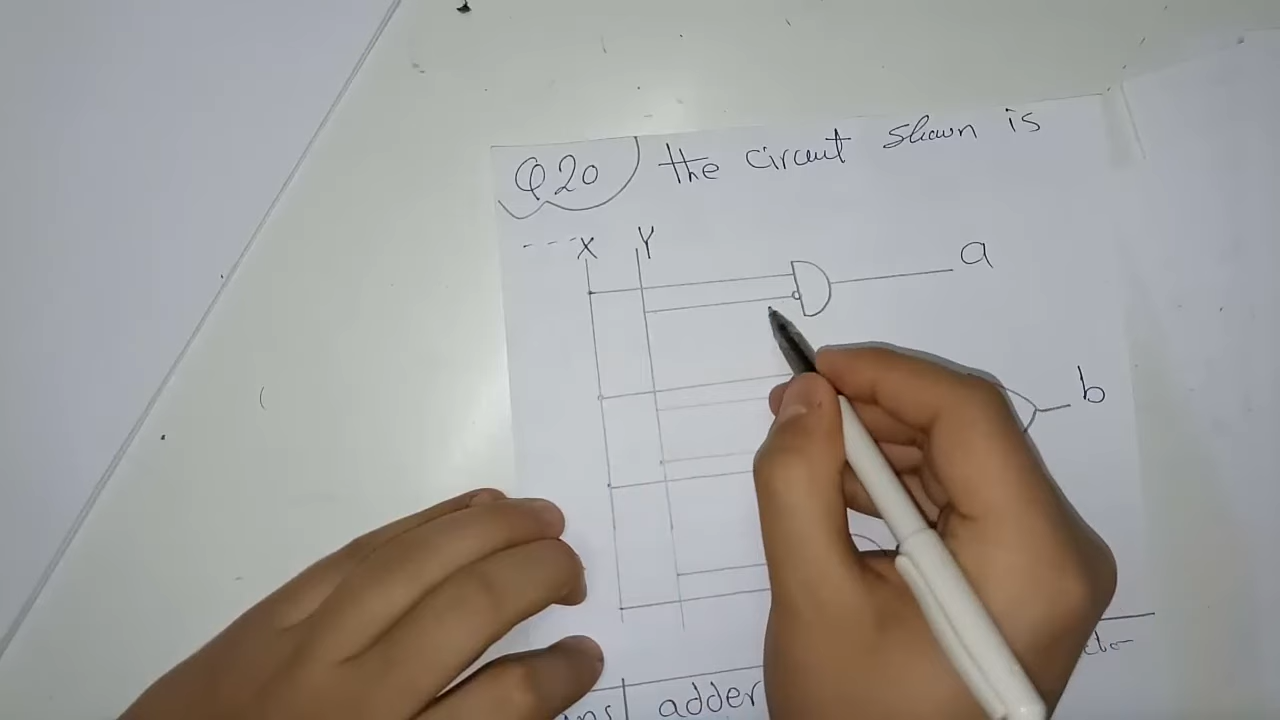 Q20 the circuit shown is
---
X Y
a
b
adder